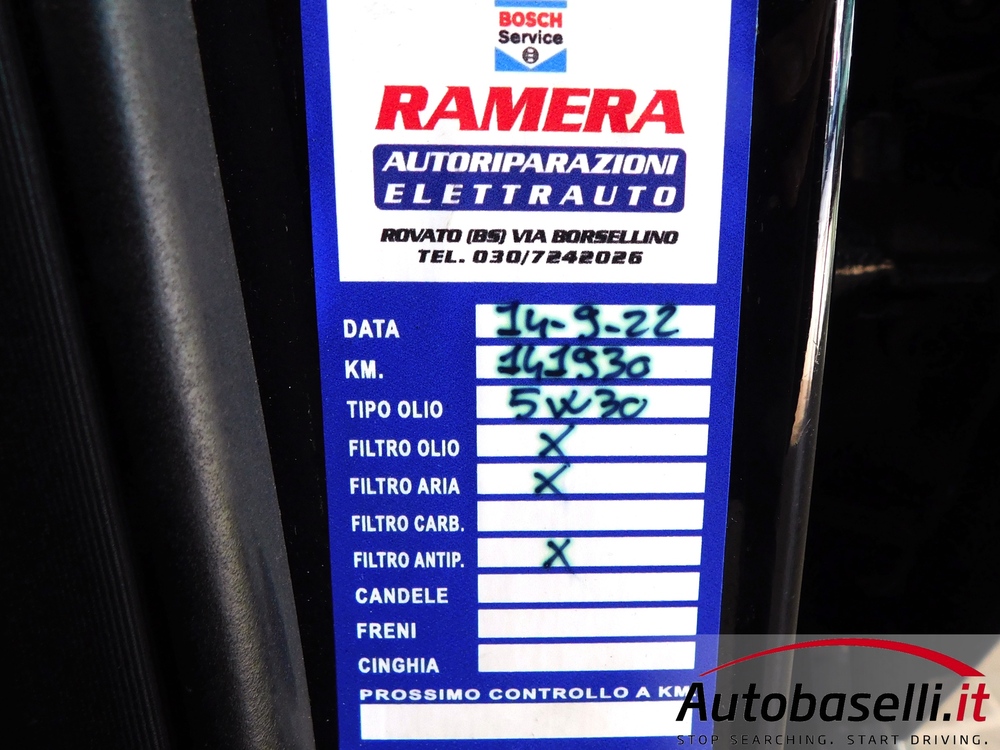 BOSCH
Service
RAMERA
AUTORIPARAZIONI
ELETTRAUTO
ROVATO (BS) VIA BORSELLINO
TEL. 030/7242026
DATA 14-9-22
KM. 141930
TIPO OLIO 5w30
FILTRO OLIO X
FILTRO ARIA X
FILTRO CARB.
FILTRO ANTIP. X
CANDELE
FRENI
CINGHIA
PROSSIMO CONTROLLO A KM
Autobaselli.it
STOP SEARCHING. START DRIVING.